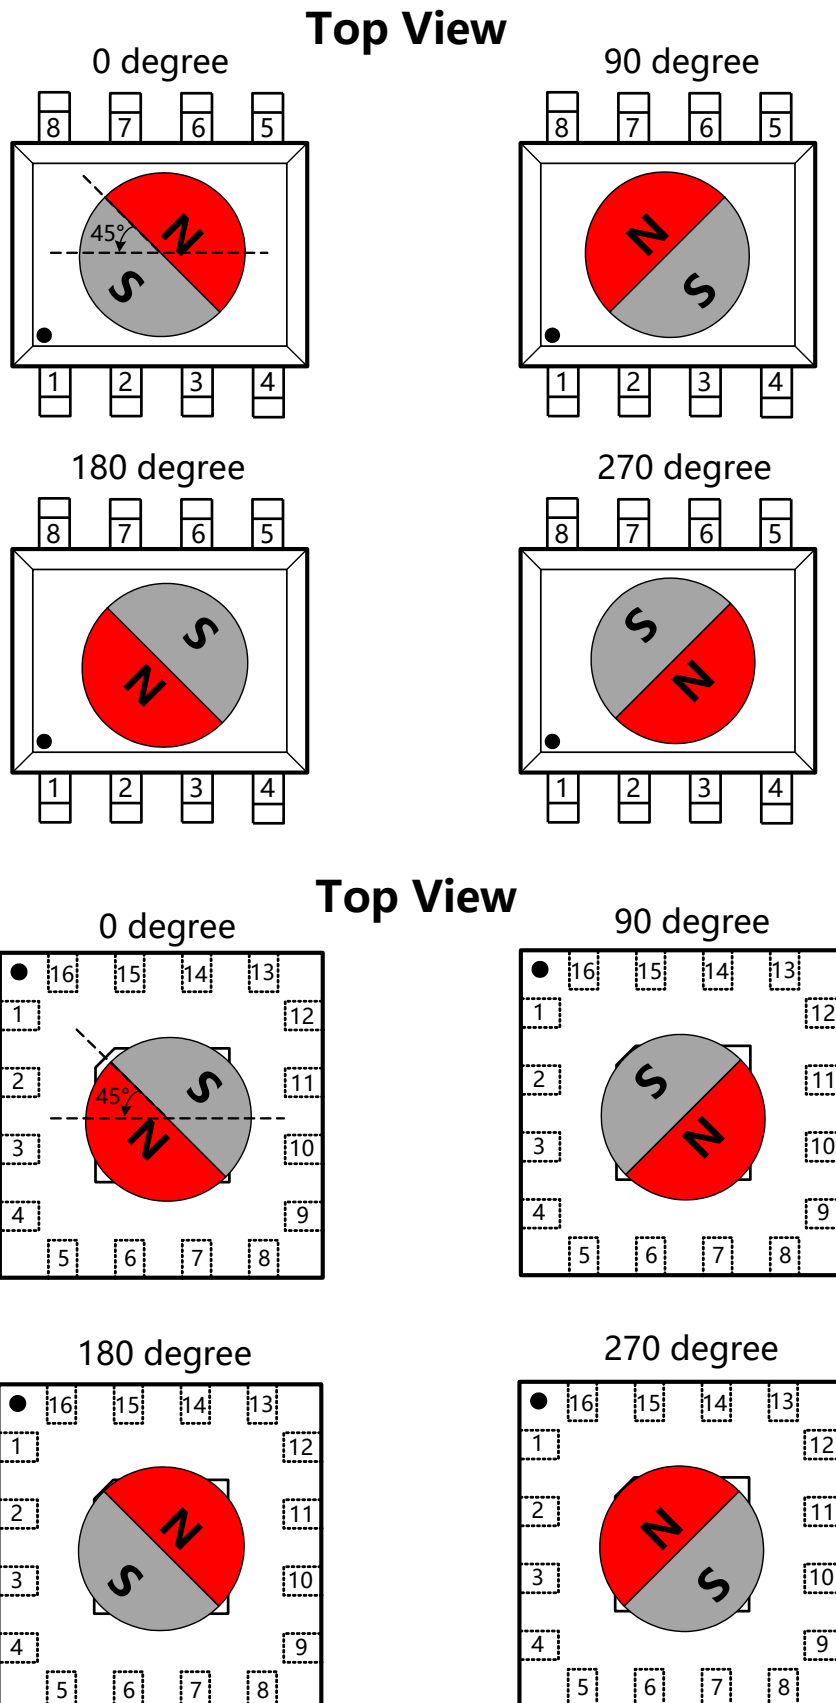 Top View
0 degree
90 degree
8 7 6 5
8 7 6 5
N
45°
S
N
S
1 2 3 4
1 2 3 4
180 degree
270 degree
8 7 6 5
8 7 6 5
S
N
S
N
1 2 3 4
1 2 3 4
Top View
0 degree
90 degree
16 15 14 13
16 15 14 13
1 12
1 12
2 11
2 11
S
45°
N
S
N
3 10
3 10
4 9
4 9
5 6 7 8
5 6 7 8
180 degree
270 degree
16 15 14 13
16 15 14 13
1 12
1 12
2 11
2 11
N
S
N
S
3 10
3 10
4 9
4 9
5 6 7 8
5 6 7 8